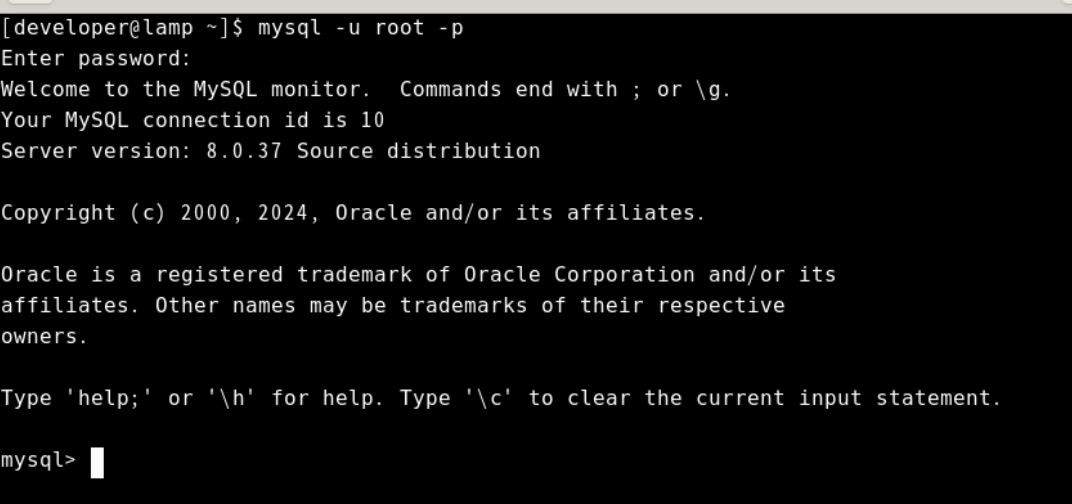 [developer@lamp ~]$ mysql -u root -p
Enter password:
Welcome to the MySQL monitor.  Commands end with ; or \g.
Your MySQL connection id is 10
Server version: 8.0.37 Source distribution
Copyright (c) 2000, 2024, Oracle and/or its affiliates.
Oracle is a registered trademark of Oracle Corporation and/or its
affiliates. Other names may be trademarks of their respective
owners.
Type 'help;' or '\h' for help. Type '\c' to clear the current input statement.
mysql>